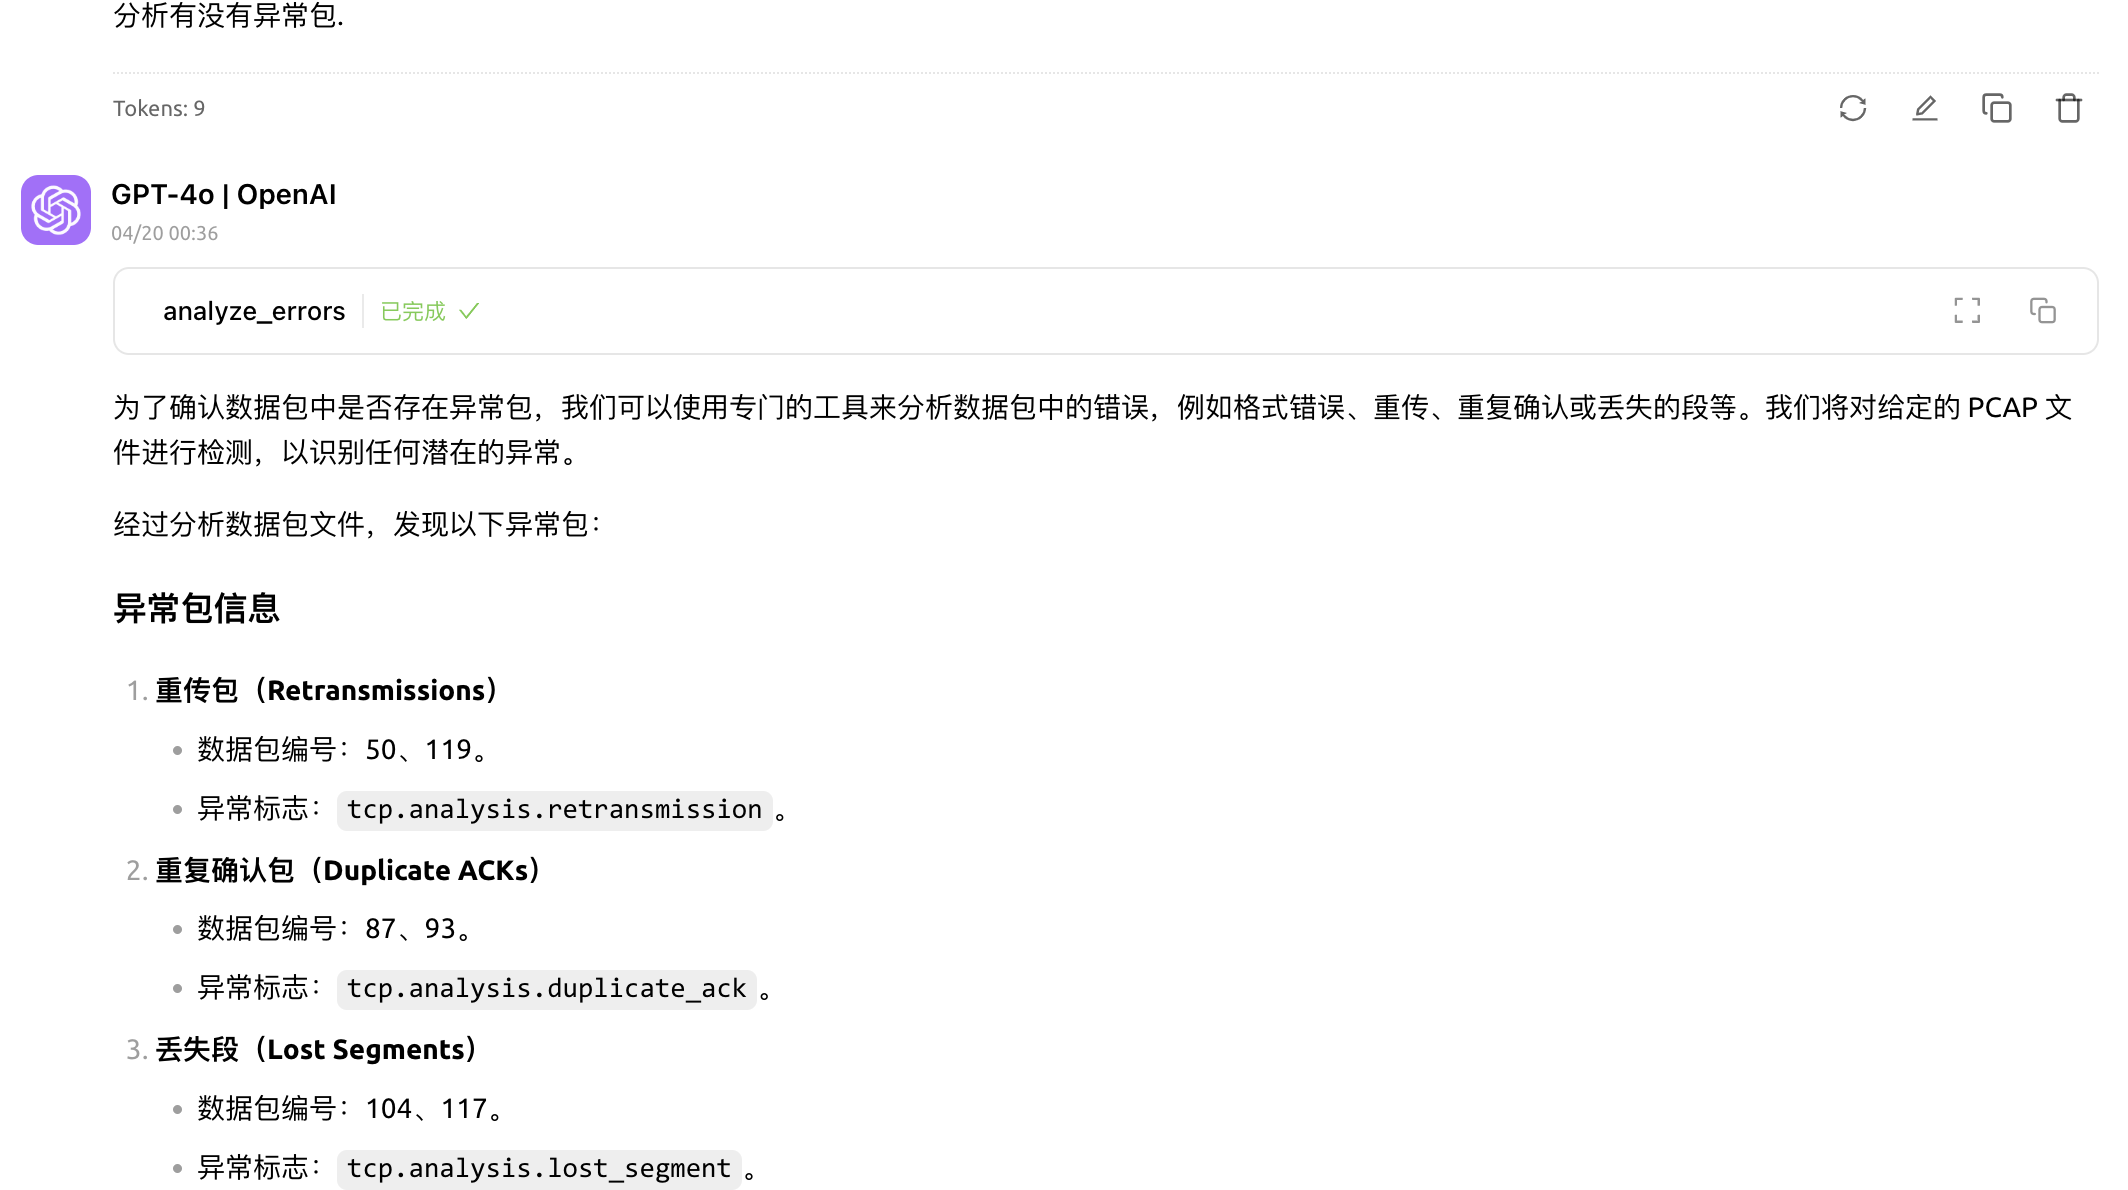 分析有没有异常包.
Tokens: 9
GPT-4o | OpenAI
04/20 00:36
analyze_errors 已完成
为了确认数据包中是否存在异常包，我们可以使用专门的工具来分析数据包中的错误，例如格式错误、重传、重复确认或丢失的段等。我们将对给定的 PCAP 文
件进行检测，以识别任何潜在的异常。
经过分析数据包文件，发现以下异常包：
异常包信息
1. 重传包（Retransmissions）
• 数据包编号：50、119。
• 异常标志： tcp.analysis.retransmission 。
2. 重复确认包（Duplicate ACKs）
• 数据包编号：87、93。
• 异常标志： tcp.analysis.duplicate_ack 。
3. 丢失段（Lost Segments）
• 数据包编号：104、117。
• 异常标志： tcp.analysis.lost_segment 。